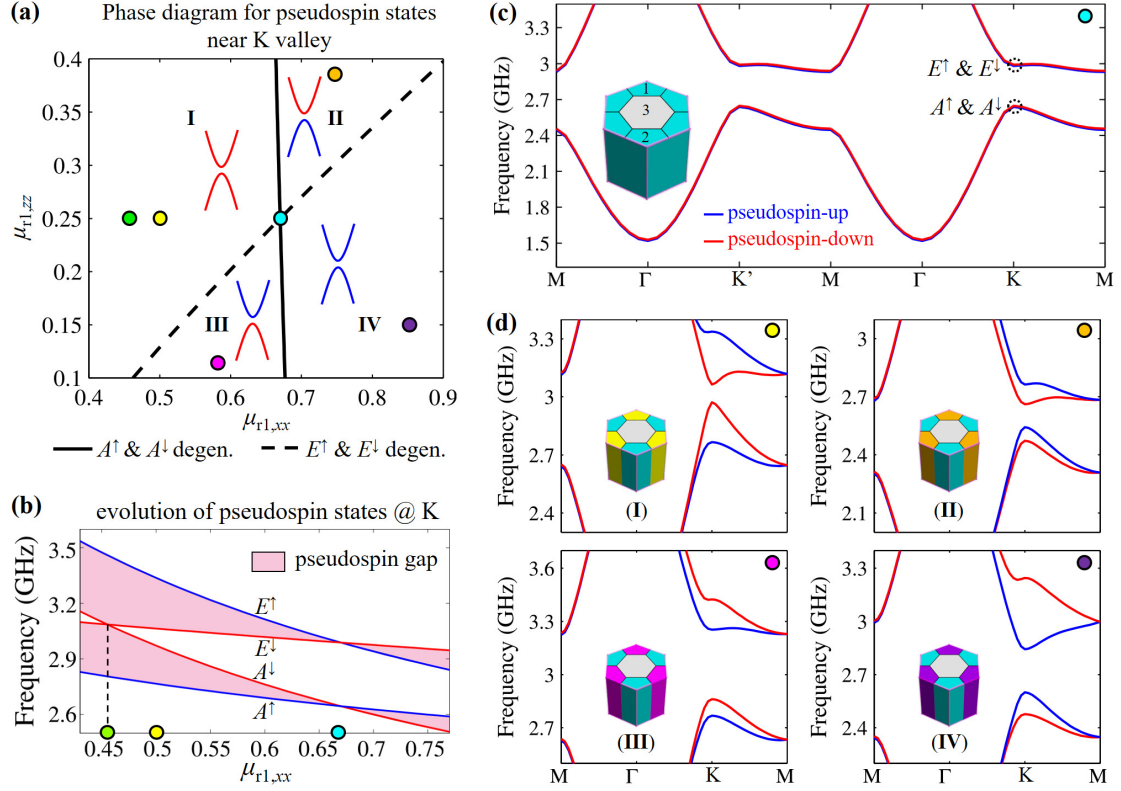 (a)
Phase diagram for pseudospin states
near K valley
0.4
0.35
0.3
0.25
0.2
0.15
0.1
μr1,zz
I
II
III
IV
0.4 0.5 0.6 0.7 0.8 0.9
μr1,xx
A↑ & A↓ degen.
E↑ & E↓ degen.
(b)
evolution of pseudospin states @ K
pseudospin gap
3.5
3.2
2.9
2.6
Frequency (GHz)
E↑
E↓
A↓
A↑
0.45 0.5 0.55 0.6 0.65 0.7 0.75
μr1,xx
(c)
3.3
3
2.7
2.4
2.1
1.8
1.5
Frequency (GHz)
1
3
2
E↑ & E↓
A↑ & A↓
pseudospin-up
pseudospin-down
M Γ K' M Γ K M
(d)
3.3
3
2.7
2.4
Frequency (GHz)
(I)
3.3
3
2.7
2.4
2.1
Frequency (GHz)
(II)
3.6
3.3
3
2.7
Frequency (GHz)
(III)
M Γ K M
3.3
3
2.7
2.4
Frequency (GHz)
(IV)
M Γ K M